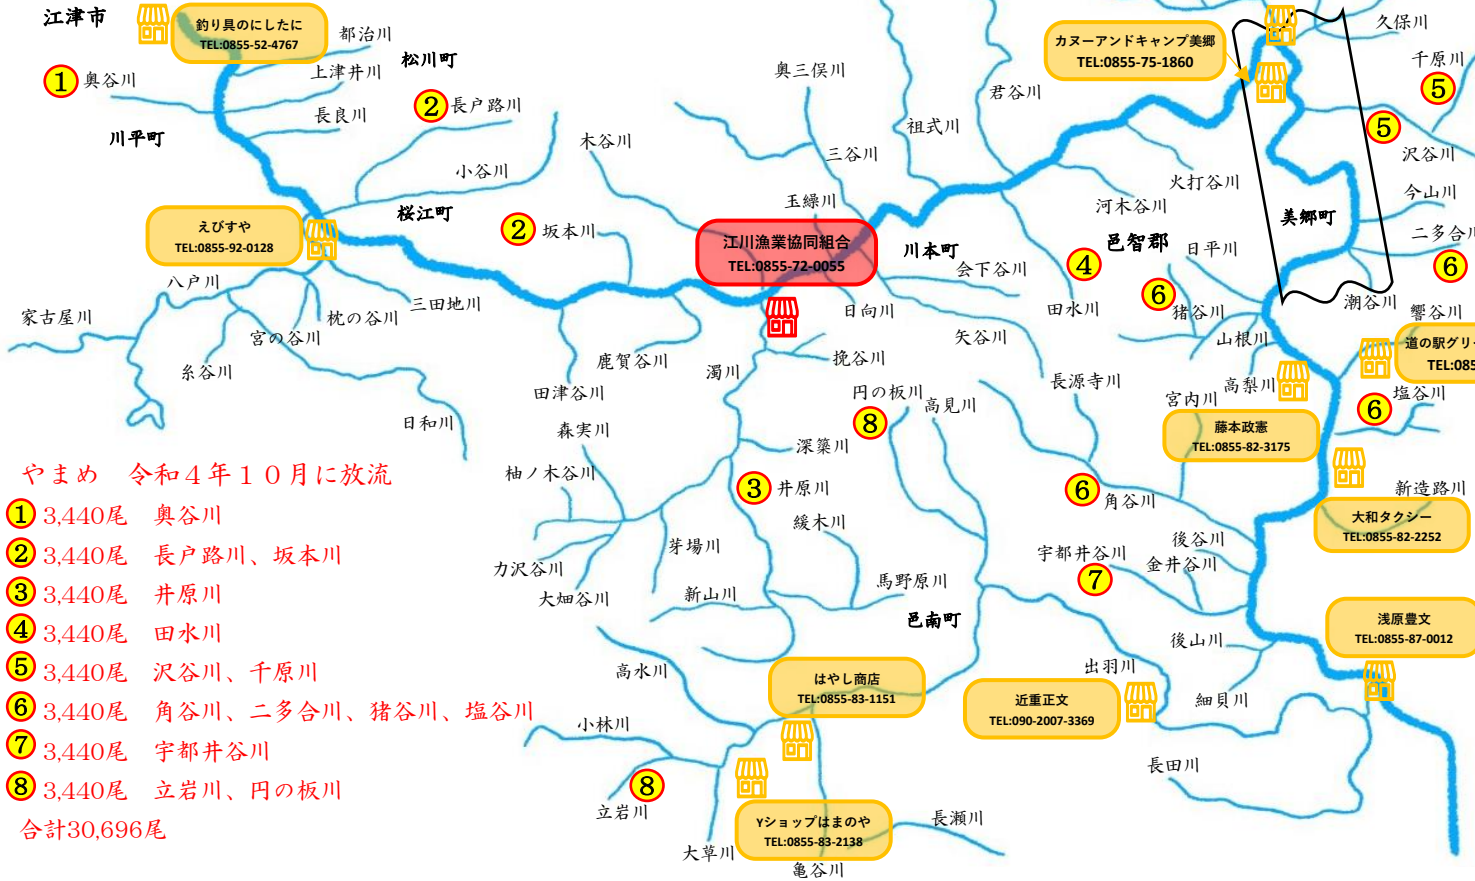 江津市
釣り具のにしたに
TEL:0855-52-4767
都治川
松川町
上津井川
① 奥谷川
長良川
② 長戸路川
川平町
小谷川
木谷川
奥三俣川
三谷川
祖式川
君谷川
カヌーアンドキャンプ美郷
TEL:0855-75-1860
久保川
千原川
⑤
⑤
沢谷川
火打谷川
今山川
河木谷川
美郷町
二多合川
⑥
えびすや
TEL:0855-92-0128
桜江町
② 坂本川
玉繰川
江川漁業協同組合
TEL:0855-72-0055
川本町
会下谷川
邑智郡
④
日平川
⑥
猪谷川
田水川
潮谷川
響谷川
八戸川
三田地川
枕の谷川
家古屋川
宮の谷川
糸谷川
日和川
日向川
矢谷川
挽谷川
鹿賀谷川
濁川
田津谷川
山根川
高梨川
道の駅グリー
TEL:085
塩谷川
⑥
長源寺川
宮内川
円の板川
⑧
高見川
藤本政憲
TEL:0855-82-3175
森実川
深篥川
柚ノ木谷川
③ 井原川
⑥
角谷川
新造路川
大和タクシー
TEL:0855-82-2252
緩木川
芽場川
力沢谷川
大畑谷川
新山川
馬野原川
後谷川
宇都井谷川
⑦
金井谷川
邑南町
浅原豊文
TEL:0855-87-0012
後山川
出羽川
細貝川
高水川
はやし商店
TEL:0855-83-1151
近重正文
TEL:090-2007-3369
小林川
⑧
立岩川
長田川
Yショップはまのや
TEL:0855-83-2138
長瀬川
大草川
亀谷川
やまめ 令和４年１０月に放流
① 3,440尾 奥谷川
② 3,440尾 長戸路川、坂本川
③ 3,440尾 井原川
④ 3,440尾 田水川
⑤ 3,440尾 沢谷川、千原川
⑥ 3,440尾 角谷川、二多合川、猪谷川、塩谷川
⑦ 3,440尾 宇都井谷川
⑧ 3,440尾 立岩川、円の板川
合計30,696尾